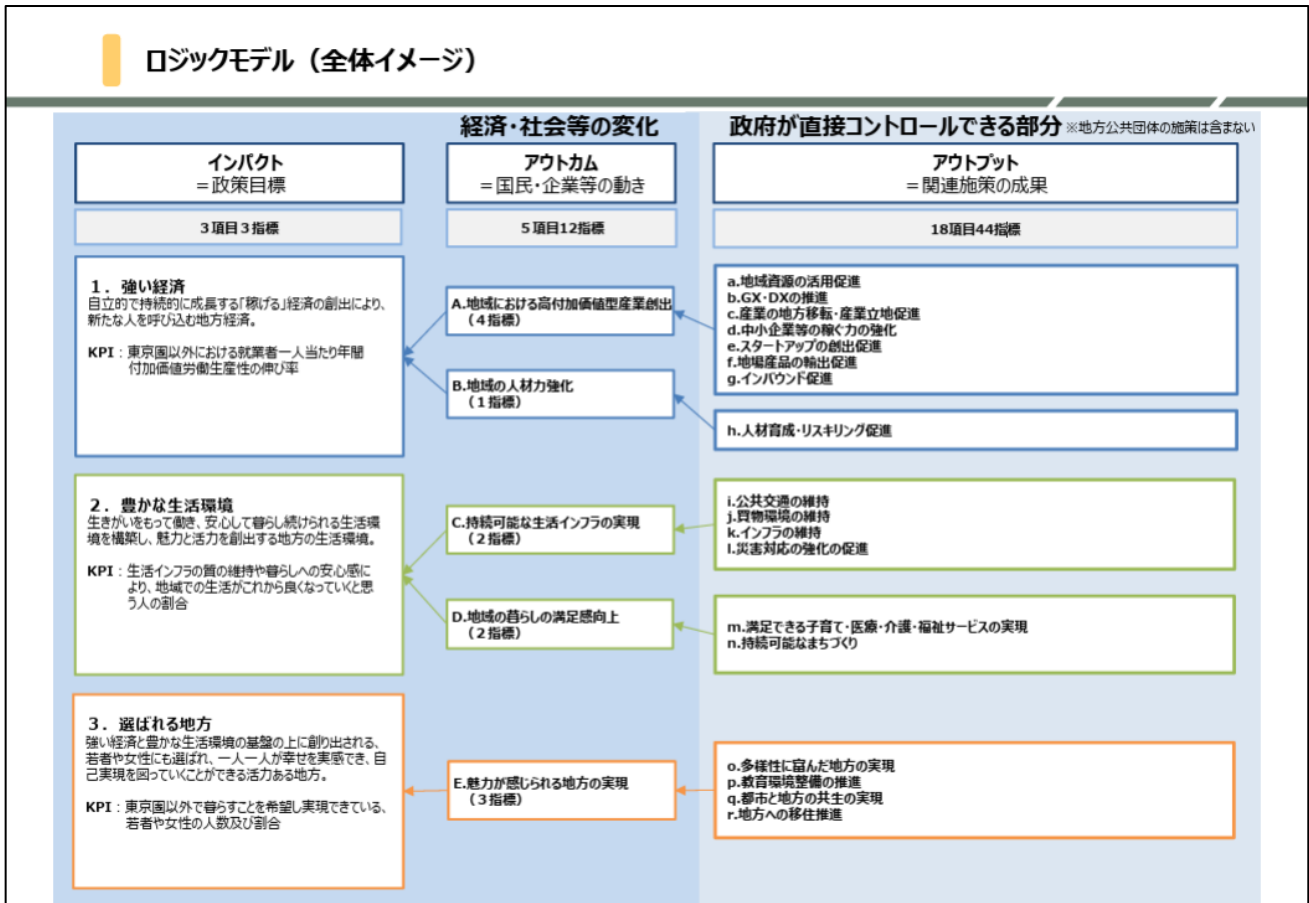 ロジックモデル（全体イメージ）
経済・社会等の変化
政府が直接コントロールできる部分 ※地方公共団体の施策は含まない
インパクト
＝政策目標
アウトカム
＝国民・企業等の動き
アウトプット
＝関連施策の成果
3項目3指標
5項目12指標
18項目44指標
1．強い経済
自立的で持続的に成長する「稼げる」経済の創出により、
新たな人を呼び込む地方経済。
KPI：東京圏以外における就業者一人当たり年間
付加価値労働生産性の伸び率
A.地域における高付加価値型産業創出
（4指標）
B.地域の人材力強化
（1指標）
a.地域資源の活用促進
b.GX・DXの推進
c.産業の地方移転・産業立地促進
d.中小企業等の稼ぐ力の強化
e.スタートアップの創出促進
f.地場産品の輸出促進
g.インバウンド促進
h.人材育成・リスキリング促進
2．豊かな生活環境
生きがいをもって働き、安心して暮らし続けられる生活環
境を構築し、魅力と活力を創出する地方の生活環境。
KPI：生活インフラの質の維持や暮らしへの安心感に
より、地域での生活がこれから良くなっていくと思
う人の割合
C.持続可能な生活インフラの実現
（2指標）
D.地域の暮らしの満足感向上
（2指標）
i.公共交通の維持
j.買物環境の維持
k.インフラの維持
l.災害対応の強化の促進
m.満足できる子育て・医療・介護・福祉サービスの実現
n.持続可能なまちづくり
3．選ばれる地方
強い経済と豊かな生活環境の基盤の上に創り出される、
若者や女性にも選ばれ、一人一人が幸せを実感でき、自
己実現を図っていくことができる活力ある地方。
KPI：東京圏以外で暮らすことを希望し実現できている、
若者や女性の人数及び割合
E.魅力が感じられる地方の実現
（3指標）
o.多様性に富んだ地方の実現
p.教育環境整備の推進
q.都市と地方の共生の実現
r.地方への移住推進